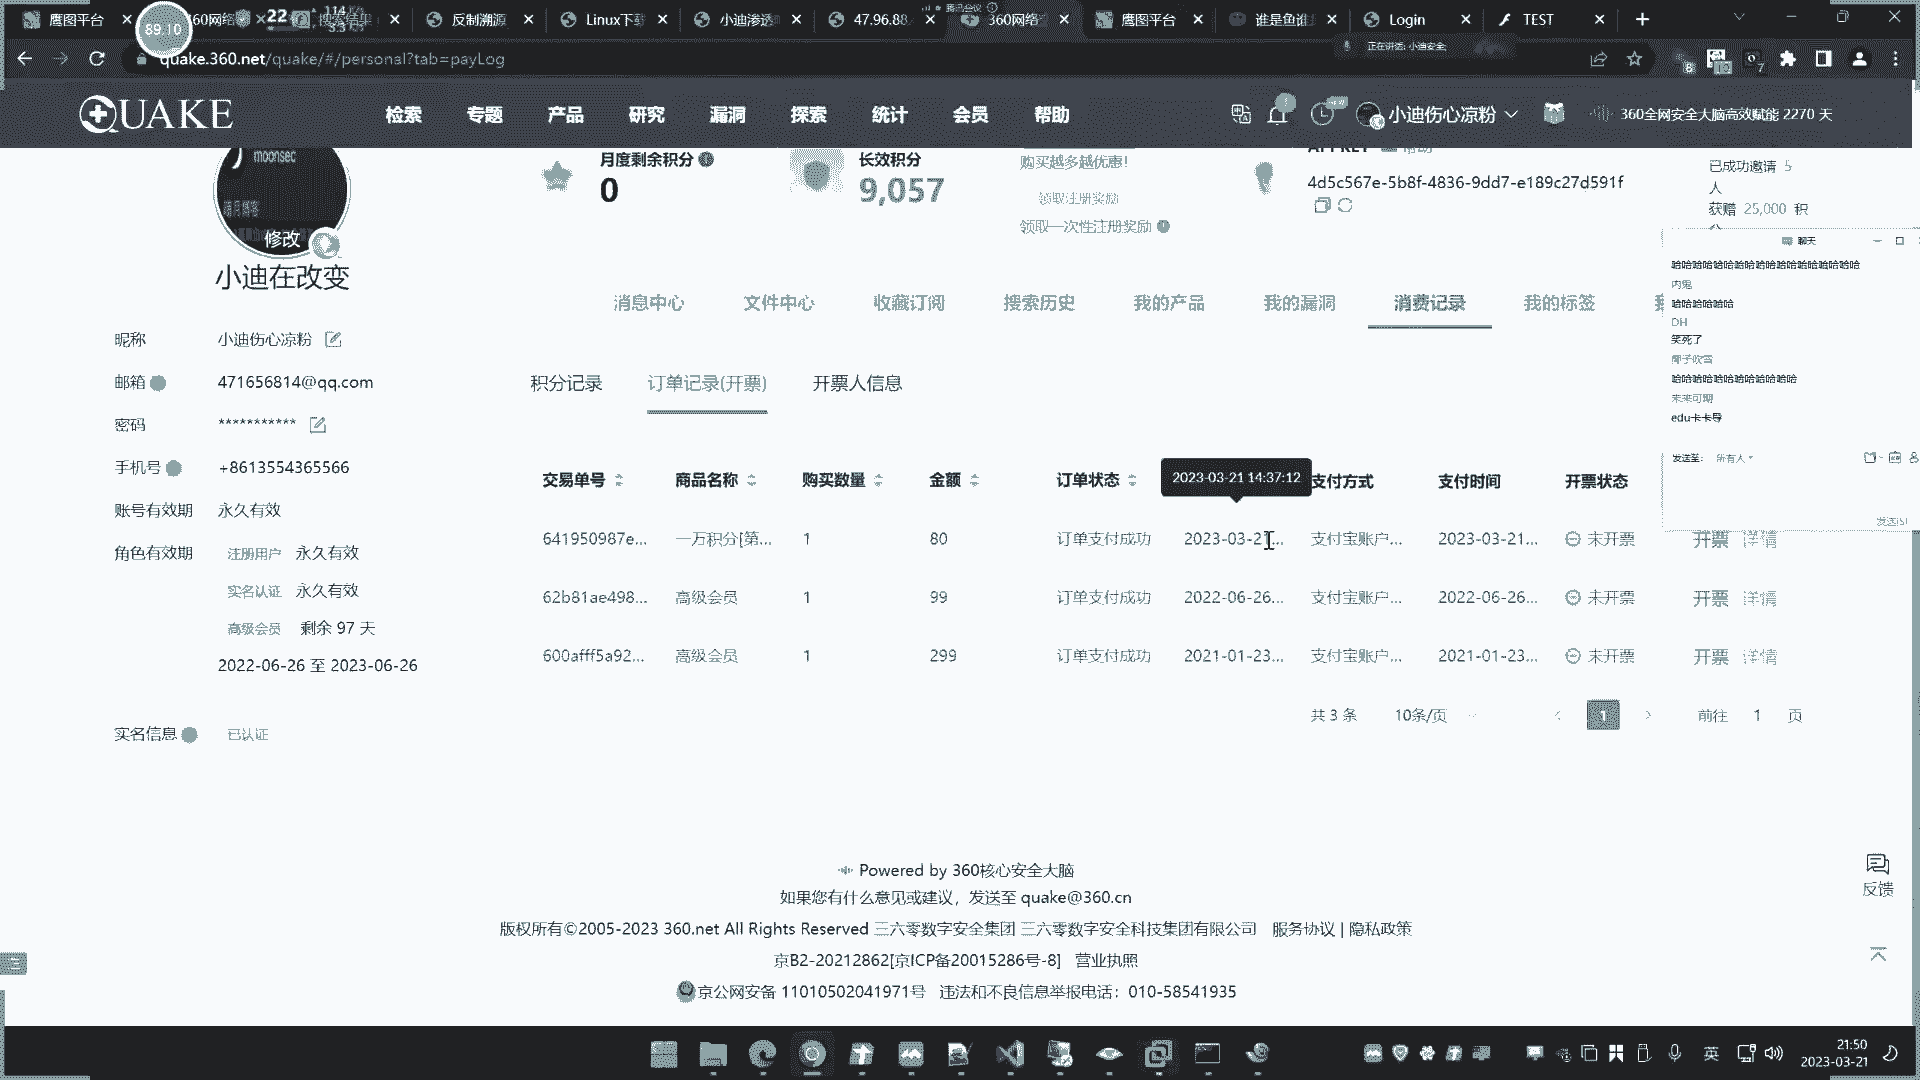 鹰图平台
360网络
搜索结果
反制溯源
Linux下载
小迪渗透
47.96.88.
360网络
鹰图平台
谁是鱼谁
Login
TEST
89.10
正在讲话: 小迪安全;
quake.360.net/quake/#/personal?tab=payLog
QUAKE
检索
专题
产品
研究
漏洞
探索
统计
会员
帮助
小迪伤心凉粉
360全网安全大脑高效赋能 2270 天
moonsec
修改
小迪在改变
月度剩余积分
0
长效积分
9,057
购买越多越优惠!
领取注册奖励
领取一次性注册奖励
4d5c567e-5b8f-4836-9dd7-e189c27d591f
已成功邀请 5
人
获赠 25,000 积
消息中心
文件中心
收藏订阅
搜索历史
我的产品
我的漏洞
消费记录
我的标签
昵称 小迪伤心凉粉
邮箱 471656814@qq.com
密码 ***********
手机号 +8613554365566
账号有效期 永久有效
角色有效期 注册用户 永久有效
实名认证 永久有效
高级会员 剩余 97 天
2022-06-26 至 2023-06-26
实名信息 已认证
积分记录
订单记录(开票)
开票人信息
交易单号 商品名称 购买数量 金额 订单状态 支付方式 支付时间 开票状态
2023-03-21 14:37:12
641950987e... 一万积分[第... 1 80 订单支付成功 2023-03-21... 支付宝账户... 2023-03-21... 未开票 开票 详情
62b81ae498... 高级会员 1 99 订单支付成功 2022-06-26... 支付宝账户... 2022-06-26... 未开票 开票 详情
600afff5a92... 高级会员 1 299 订单支付成功 2021-01-23... 支付宝账户... 2021-01-23... 未开票 开票 详情
共 3 条 10条/页 1 前往 1 页
聊天
哈哈哈哈哈哈哈哈哈哈哈哈哈哈哈哈哈哈
内鬼
哈哈哈哈哈哈
DH
笑死了
椰子吹雪
哈哈哈哈哈哈哈哈哈哈哈哈
未来可期
edu卡卡导
发送至: 所有人
发送(S)
Powered by 360核心安全大脑
如果您有什么意见或建议，发送至 quake@360.cn
版权所有©2005-2023 360.net All Rights Reserved 三六零数字安全集团 三六零数字安全科技集团有限公司 服务协议 | 隐私政策
京B2-20212862[京ICP备20015286号-8] 营业执照
京公网安备 11010502041971号 违法和不良信息举报电话：010-58541935
反馈
英
21:50
2023-03-21